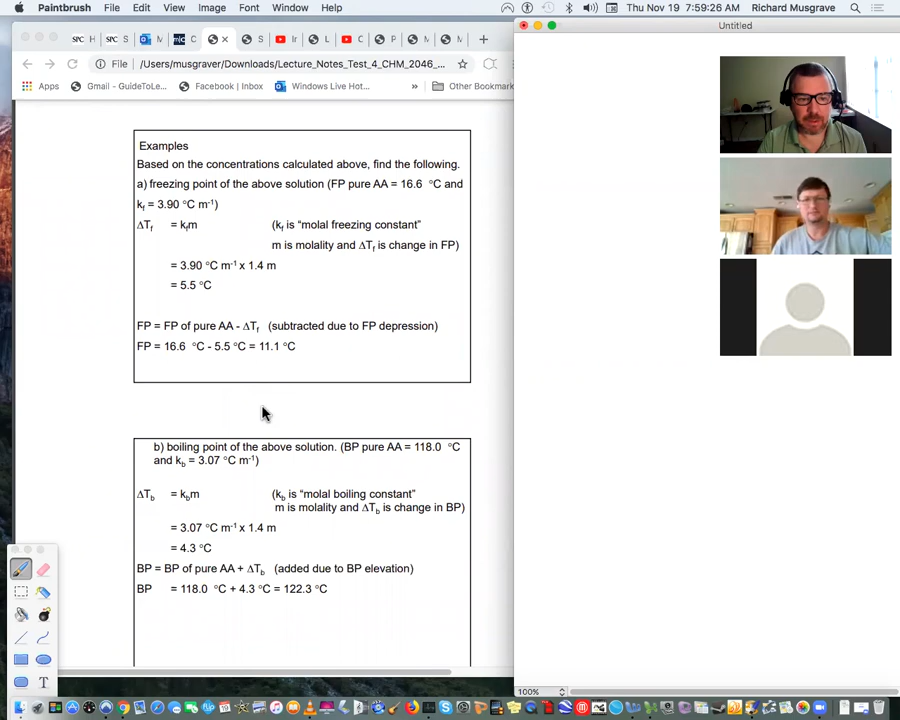 Paintbrush File Edit View Image Font Window Help Thu Nov 19 7:59:26 AM Richard Musgrave
Untitled
SPC H SPC S M C S Ir L C P M M
File /Users/musgraver/Downloads/Lecture_Notes_Test_4_CHM_2046_...
Apps Gmail - GuideToLe... Facebook | Inbox Windows Live Hot... » Other Bookmark
Examples
Based on the concentrations calculated above, find the following.
a) freezing point of the above solution (FP pure AA = 16.6 °C and
kf = 3.90 °C m⁻¹)
ΔTf = kfm (kf is “molal freezing constant”
m is molality and ΔTf is change in FP)
= 3.90 °C m⁻¹ x 1.4 m
= 5.5 °C
FP = FP of pure AA - ΔTf (subtracted due to FP depression)
FP = 16.6 °C - 5.5 °C = 11.1 °C
b) boiling point of the above solution. (BP pure AA = 118.0 °C
and kb = 3.07 °C m⁻¹)
ΔTb = kbm (kb is “molal boiling constant”
m is molality and ΔTb is change in BP)
= 3.07 °C m⁻¹ x 1.4 m
= 4.3 °C
BP = BP of pure AA + ΔTb (added due to BP elevation)
BP = 118.0 °C + 4.3 °C = 122.3 °C
T
100%